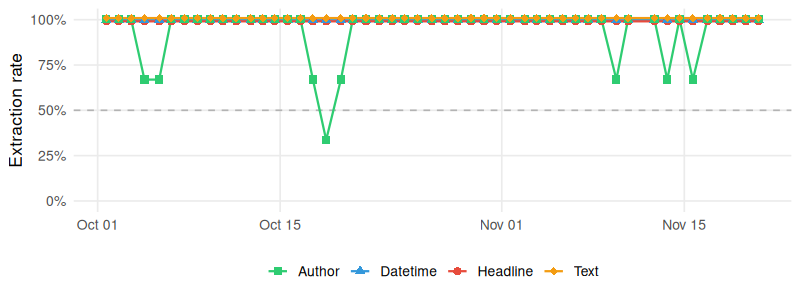 Extraction rate
100%
75%
50%
25%
0%
Oct 01 Oct 15 Nov 01 Nov 15
Author Datetime Headline Text